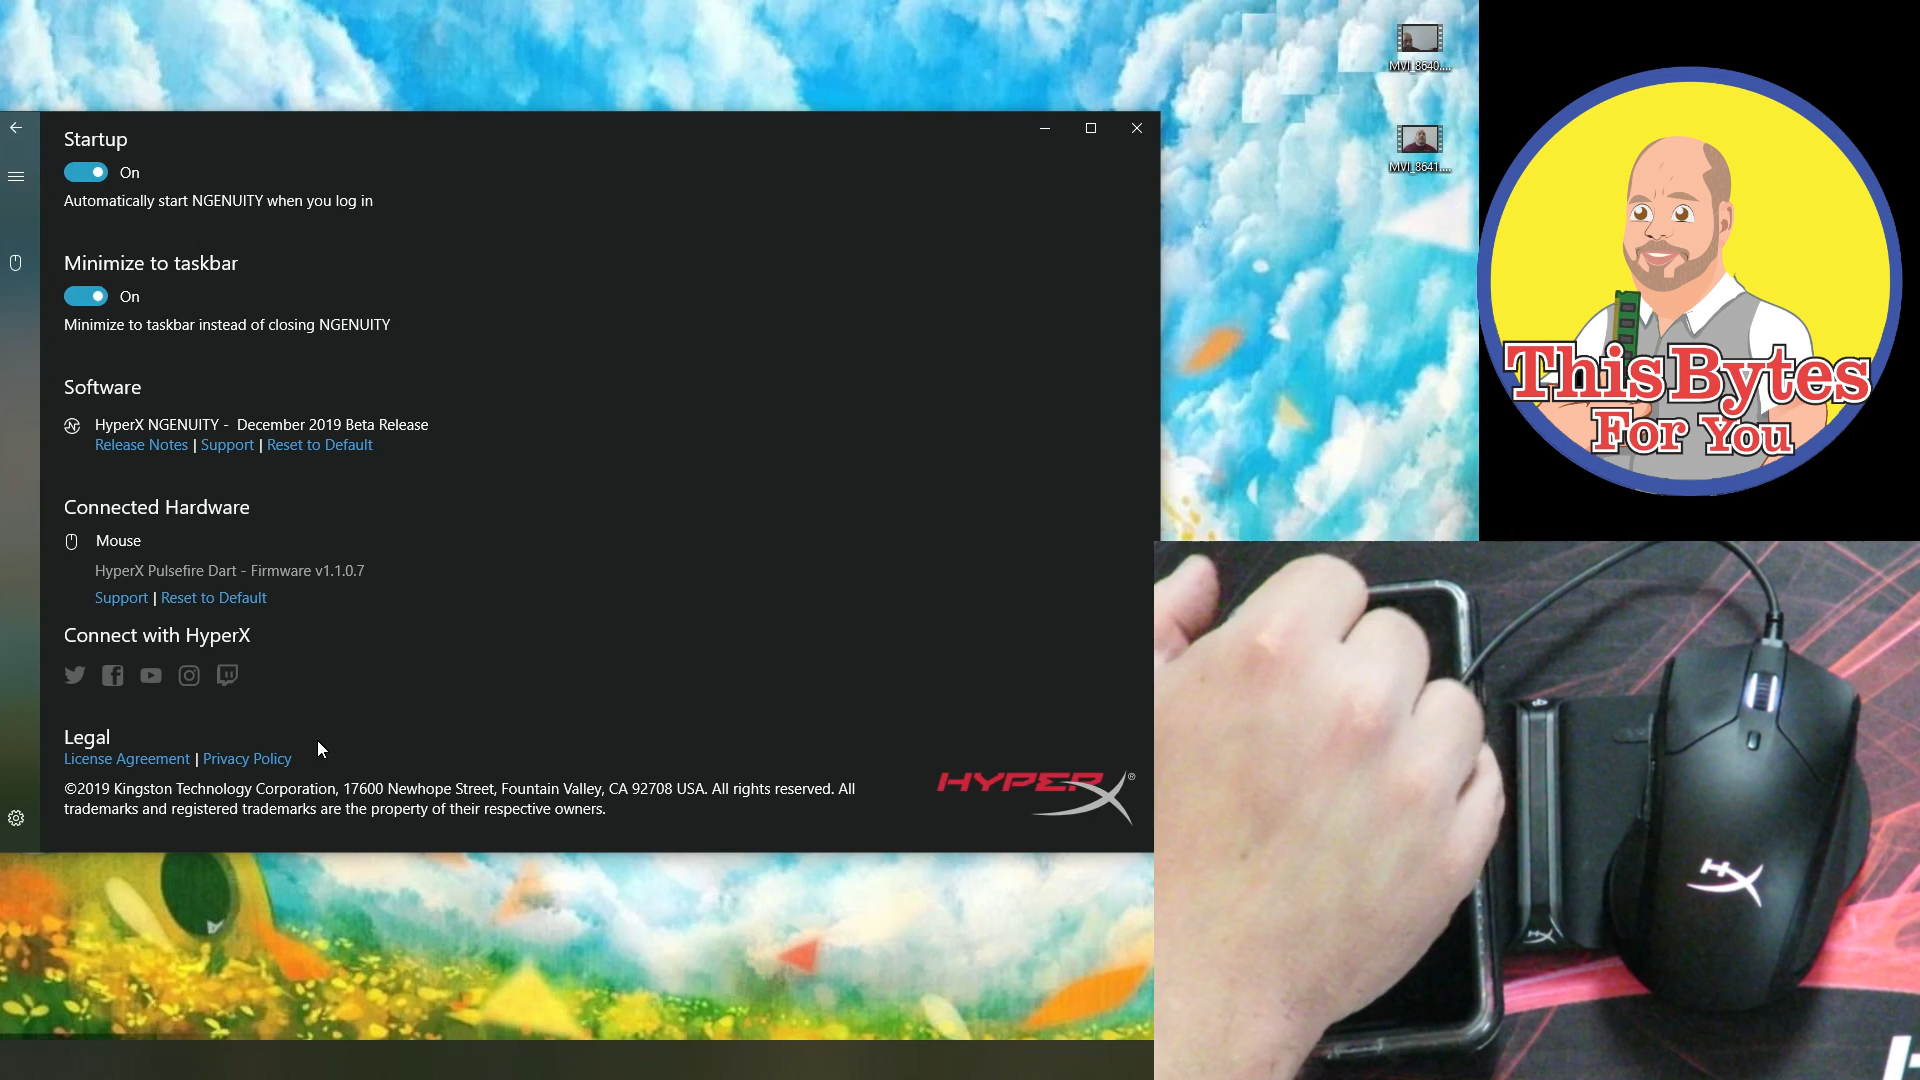 Startup
On
Automatically start NGENUITY when you log in
Minimize to taskbar
On
Minimize to taskbar instead of closing NGENUITY
Software
HyperX NGENUITY - December 2019 Beta Release
Release Notes | Support | Reset to Default
Connected Hardware
Mouse
HyperX Pulsefire Dart - Firmware v1.1.0.7
Support | Reset to Default
Connect with HyperX
Legal
License Agreement | Privacy Policy
©2019 Kingston Technology Corporation, 17600 Newhope Street, Fountain Valley, CA 92708 USA. All rights reserved. All
trademarks and registered trademarks are the property of their respective owners.
HYPERX®
MVI_8640....
MVI_8641....
This Bytes
For You
HX
HX